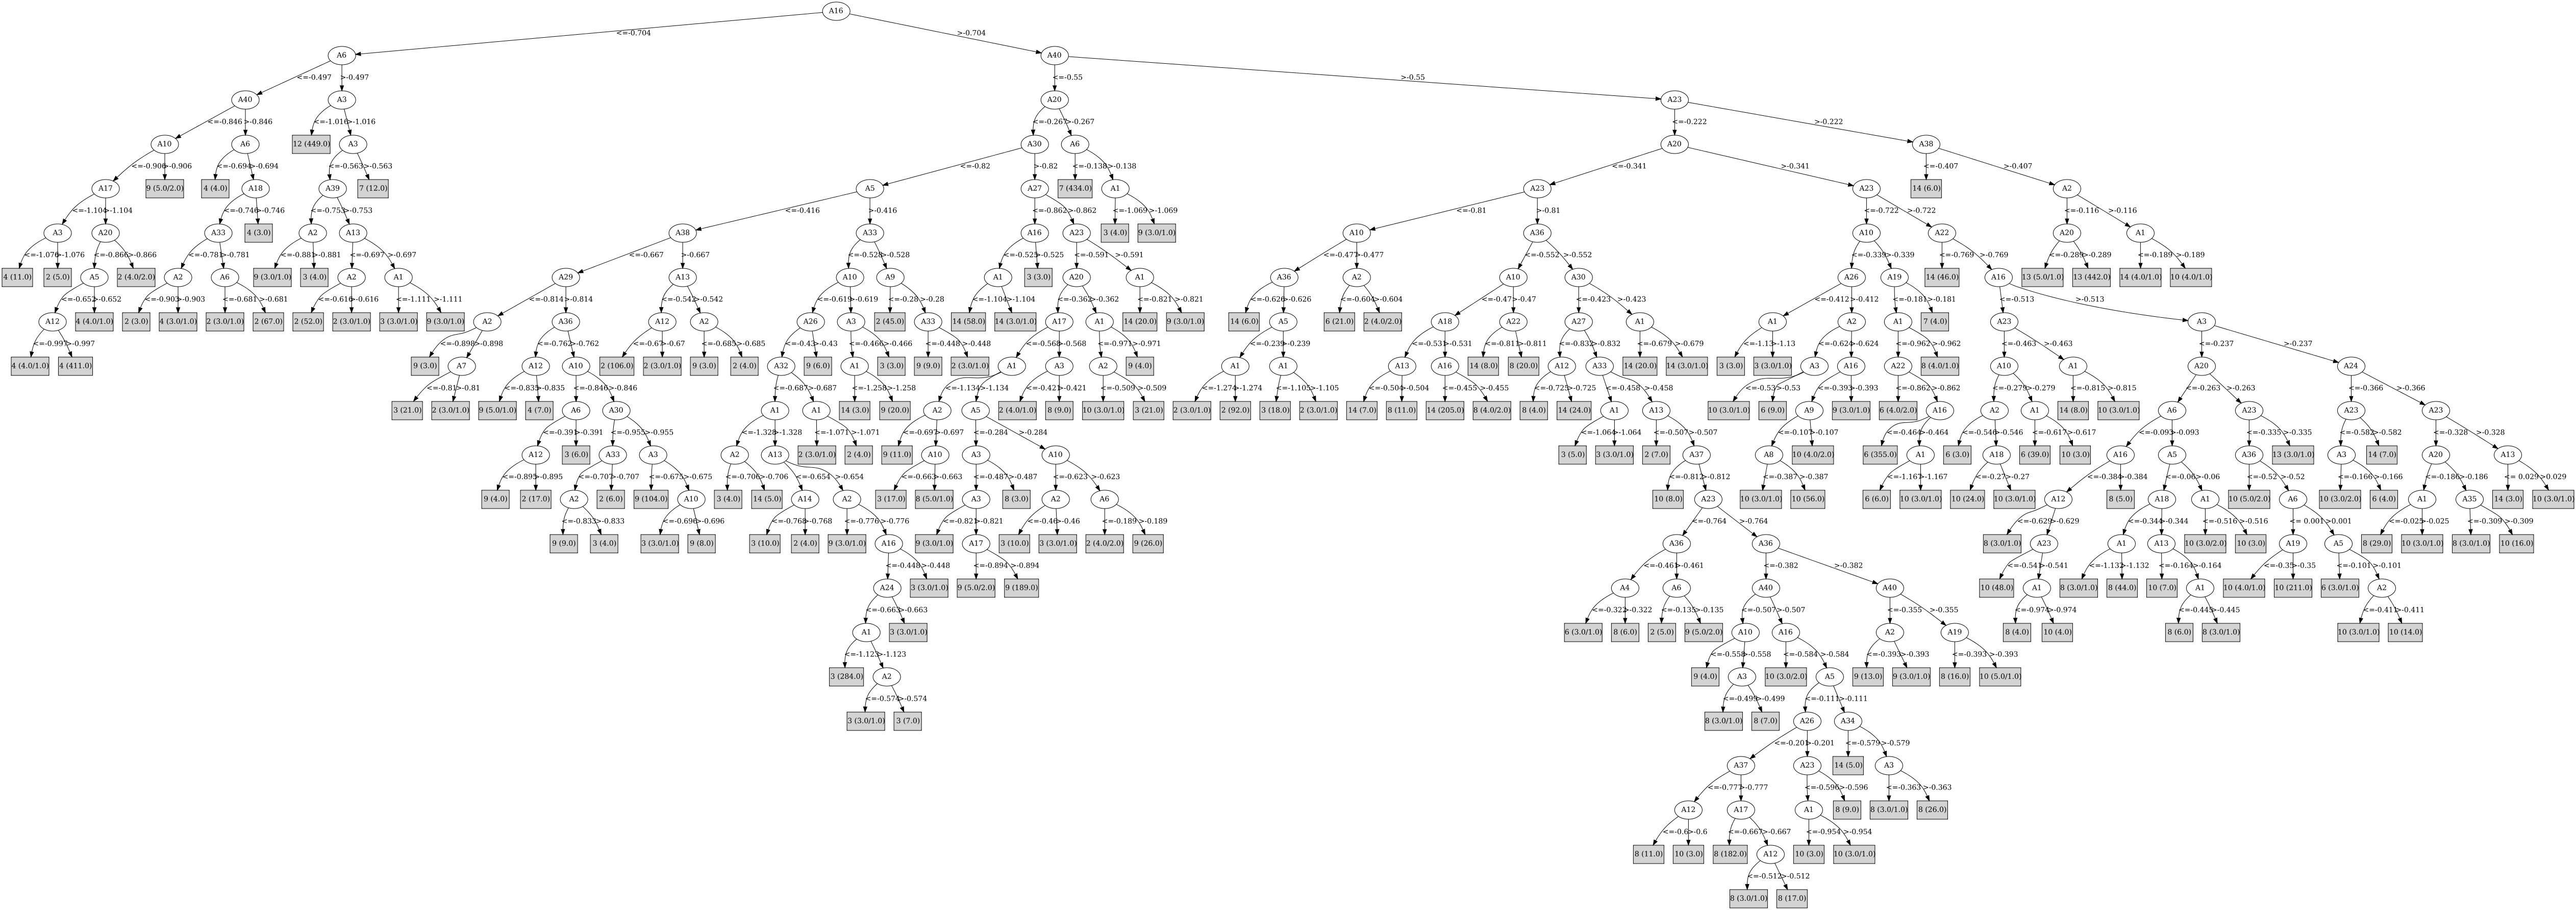 A16
<=-0.704 >-0.704
A6 A40
<=-0.497 >-0.497 <=-0.55 >-0.55
A40 A3 A20 A23
<=-0.846 >-0.846 <=-1.016 >-1.016 <=-0.267 >-0.267 <=-0.222 >-0.222
A10 A6 12 (449.0) A3 A30 A6 A20 A38
<=-0.906 >-0.906 <=-0.694 >-0.694 <=-0.563 >-0.563 <=-0.82 >-0.82 <=-0.138 >-0.138 <=-0.341 >-0.341 <=-0.407 >-0.407
A17 9 (5.0/2.0) 4 (4.0) A18 A39 7 (12.0) A5 A27 7 (434.0) A1 A23 A23 14 (6.0) A2
<=-1.104 >-1.104 <=-0.746 >-0.746 <=-0.753 >-0.753 <=-0.416 >-0.416 <=-0.862 >-0.862 <=-1.069 >-1.069 <=-0.81 >-0.81 <=-0.722 >-0.722 <=-0.116 >-0.116
A3 A20 A33 4 (3.0) A2 A13 A38 A33 A16 A23 3 (4.0) 9 (3.0/1.0) A10 A36 A10 A22 A20 A1
<=-1.076 >-1.076 <=-0.866 >-0.866 <=-0.781 >-0.781 <=-0.881 >-0.881 <=-0.697 >-0.697 <=-0.667 >-0.667 <=-0.528 >-0.528 <=-0.525 >-0.525 <=-0.591 >-0.591 <=-0.477 >-0.477 <=-0.552 >-0.552 <=-0.339 >-0.339 <=-0.769 >-0.769 <=-0.289 >-0.289 <=-0.189 >-0.189
4 (11.0) 2 (5.0) A5 2 (4.0/2.0) A2 A6 9 (3.0/1.0) 3 (4.0) A2 A1 A29 A13 A10 A9 A1 3 (3.0) A20 A1 A36 A2 A10 A30 A26 A19 14 (46.0) A16 13 (5.0/1.0) 13 (442.0) 14 (4.0/1.0) 10 (4.0/1.0)
<=-0.652 >-0.652 <=-0.903 >-0.903 <=-0.681 >-0.681 <=-0.616 >-0.616 <=-1.111 >-1.111 <=-0.814 >-0.814 <=-0.542 >-0.542 <=-0.619 >-0.619 <=-0.28 >-0.28 <=-1.104 >-1.104 <=-0.362 >-0.362 <=-0.821 >-0.821 <=-0.626 >-0.626 <=-0.604 >-0.604 <=-0.47 >-0.47 <=-0.423 >-0.423 <=-0.412 >-0.412 <=-0.181 >-0.181 <=-0.513 >-0.513
A12 4 (4.0/1.0) 2 (3.0) 4 (3.0/1.0) 2 (3.0/1.0) 2 (67.0) 2 (52.0) 2 (3.0/1.0) 3 (3.0/1.0) 9 (3.0/1.0) A2 A36 A12 A2 A26 A3 2 (45.0) A33 14 (58.0) 14 (3.0/1.0) A17 A1 14 (20.0) 9 (3.0/1.0) 14 (6.0) A5 6 (21.0) 2 (4.0/2.0) A18 A22 A27 A1 A1 A2 A1 7 (4.0) A23 A3
<=-0.997 >-0.997 <=-0.898 >-0.898 <=-0.762 >-0.762 <=-0.67 >-0.67 <=-0.685 >-0.685 <=-0.43 >-0.43 <=-0.466 >-0.466 <=-0.448 >-0.448 <=-0.568 >-0.568 <=-0.971 >-0.971 <=-0.239 >-0.239 <=-0.531 >-0.531 <=-0.811 >-0.811 <=-0.832 >-0.832 <=-0.679 >-0.679 <=-1.13 >-1.13 <=-0.624 >-0.624 <=-0.962 >-0.962 <=-0.463 >-0.463 <=-0.237 >-0.237
4 (4.0/1.0) 4 (411.0) 9 (3.0) A7 A12 A10 2 (106.0) 2 (3.0/1.0) 9 (3.0) 2 (4.0) A32 9 (6.0) A1 3 (3.0) 9 (9.0) 2 (3.0/1.0) A1 A3 A2 9 (4.0) A1 A1 A13 A16 14 (8.0) 8 (20.0) A12 A33 14 (20.0) 14 (3.0/1.0) 3 (3.0) 3 (3.0/1.0) A3 A16 A22 8 (4.0/1.0) A10 A1 A20 A24
<=-0.81 >-0.81 <=-0.835 >-0.835 <=-0.846 >-0.846 <=-0.687 >-0.687 <=-1.258 >-1.258 <=-1.134 >-1.134 <=-0.421 >-0.421 <=-0.509 >-0.509 <=-1.274 >-1.274 <=-1.105 >-1.105 <=-0.504 >-0.504 <=-0.455 >-0.455 <=-0.725 >-0.725 <=-0.458 >-0.458 <=-0.53 >-0.53 <=-0.393 >-0.393 <=-0.862 >-0.862 <=-0.279 >-0.279 <=-0.815 >-0.815 <=-0.263 >-0.263 <=-0.366 >-0.366
3 (21.0) 2 (3.0/1.0) 9 (5.0/1.0) 4 (7.0) A6 A30 A1 A1 14 (3.0) 9 (20.0) A2 A5 2 (4.0/1.0) 8 (9.0) 10 (3.0/1.0) 3 (21.0) 2 (3.0/1.0) 2 (92.0) 3 (18.0) 2 (3.0/1.0) 14 (7.0) 8 (11.0) 14 (205.0) 8 (4.0/2.0) 8 (4.0) 14 (24.0) A1 A13 10 (3.0/1.0) 6 (9.0) A9 9 (3.0/1.0) 6 (4.0/2.0) A16 A2 A1 14 (8.0) 10 (3.0/1.0) A6 A23 A23 A23
<=-0.391 >-0.391 <=-0.955 >-0.955 <=-1.328 >-1.328 <=-1.071 >-1.071 <=-0.697 >-0.697 <=-0.284 >-0.284 <=-1.064 >-1.064 <=-0.507 >-0.507 <=-0.107 >-0.107 <=-0.464 >-0.464 <=-0.546 >-0.546 <=-0.617 >-0.617 <=-0.093 >-0.093 <=-0.335 >-0.335 <=-0.582 >-0.582 <=-0.328 >-0.328
A12 3 (6.0) A33 A3 A2 A13 2 (3.0/1.0) 2 (4.0) 9 (11.0) A10 A3 A10 3 (5.0) 3 (3.0/1.0) 2 (7.0) A37 A8 10 (4.0/2.0) 6 (355.0) A1 6 (3.0) A18 6 (39.0) 10 (3.0) A16 A5 A36 13 (3.0/1.0) A3 14 (7.0) A20 A13
<=-0.895 >-0.895 <=-0.707 >-0.707 <=-0.675 >-0.675 <=-0.706 >-0.706 <=-0.654 >-0.654 <=-0.663 >-0.663 <=-0.487 >-0.487 <=-0.623 >-0.623 <=-0.812 >-0.812 <=-0.387 >-0.387 <=-1.167 >-1.167 <=-0.27 >-0.27 <=-0.384 >-0.384 <=-0.06 >-0.06 <=-0.52 >-0.52 <=-0.166 >-0.166 <=-0.186 >-0.186 <= 0.029 >0.029
9 (4.0) 2 (17.0) A2 2 (6.0) 9 (104.0) A10 3 (4.0) 14 (5.0) A14 A2 3 (17.0) 8 (5.0/1.0) A3 8 (3.0) A2 A6 10 (8.0) A23 10 (3.0/1.0) 10 (56.0) 6 (6.0) 10 (3.0/1.0) 10 (24.0) 10 (3.0/1.0) A12 8 (5.0) A18 A1 10 (5.0/2.0) A6 10 (3.0/2.0) 6 (4.0) A1 A35 14 (3.0) 10 (3.0/1.0)
<=-0.833 >-0.833 <=-0.696 >-0.696 <=-0.768 >-0.768 <=-0.776 >-0.776 <=-0.821 >-0.821 <=-0.46 >-0.46 <=-0.189 >-0.189 <=-0.764 >-0.764 <=-0.629 >-0.629 <=-0.344 >-0.344 <=-0.516 >-0.516 <= 0.001 >0.001 <=-0.025 >-0.025 <=-0.309 >-0.309
9 (9.0) 3 (4.0) 3 (3.0/1.0) 9 (8.0) 3 (10.0) 2 (4.0) 9 (3.0/1.0) A16 9 (3.0/1.0) A17 3 (10.0) 3 (3.0/1.0) 2 (4.0/2.0) 9 (26.0) A36 A36 8 (3.0/1.0) A23 A1 A13 10 (3.0/2.0) 10 (3.0) A19 A5 8 (29.0) 10 (3.0/1.0) 8 (3.0/1.0) 10 (16.0)
<=-0.448 >-0.448 <=-0.894 >-0.894 <=-0.461 >-0.461 <=-0.382 >-0.382 <=-0.541 >-0.541 <=-1.132 >-1.132 <=-0.164 >-0.164 <=-0.35 >-0.35 <=-0.101 >-0.101
A24 3 (3.0/1.0) 9 (5.0/2.0) 9 (189.0) A4 A6 A40 A40 10 (48.0) A1 8 (3.0/1.0) 8 (44.0) 10 (7.0) A1 10 (4.0/1.0) 10 (211.0) 6 (3.0/1.0) A2
<=-0.663 >-0.663 <=-0.322 >-0.322 <=-0.135 >-0.135 <=-0.507 >-0.507 <=-0.355 >-0.355 <=-0.974 >-0.974 <=-0.445 >-0.445 <=-0.411 >-0.411
A1 3 (3.0/1.0) 6 (3.0/1.0) 8 (6.0) 2 (5.0) 9 (5.0/2.0) A10 A16 A2 A19 8 (4.0) 10 (4.0) 8 (6.0) 8 (3.0/1.0) 10 (3.0/1.0) 10 (14.0)
<=-1.123 >-1.123 <=-0.558 >-0.558 <=-0.584 >-0.584 <=-0.393 >-0.393 <=-0.393 >-0.393
3 (284.0) A2 9 (4.0) A3 10 (3.0/2.0) A5 9 (13.0) 9 (3.0/1.0) 8 (16.0) 10 (5.0/1.0)
<=-0.574 >-0.574 <=-0.499 >-0.499 <=-0.111 >-0.111
3 (3.0/1.0) 3 (7.0) 8 (3.0/1.0) 8 (7.0) A26 A34
<=-0.201 >-0.201 <=-0.579 >-0.579
A37 A23 14 (5.0) A3
<=-0.777 >-0.777 <=-0.596 >-0.596 <=-0.363 >-0.363
A12 A17 A1 8 (9.0) 8 (3.0/1.0) 8 (26.0)
<=-0.6 >-0.6 <=-0.667 >-0.667 <=-0.954 >-0.954
8 (11.0) 10 (3.0) 8 (182.0) A12 10 (3.0) 10 (3.0/1.0)
<=-0.512 >-0.512
8 (3.0/1.0) 8 (17.0)